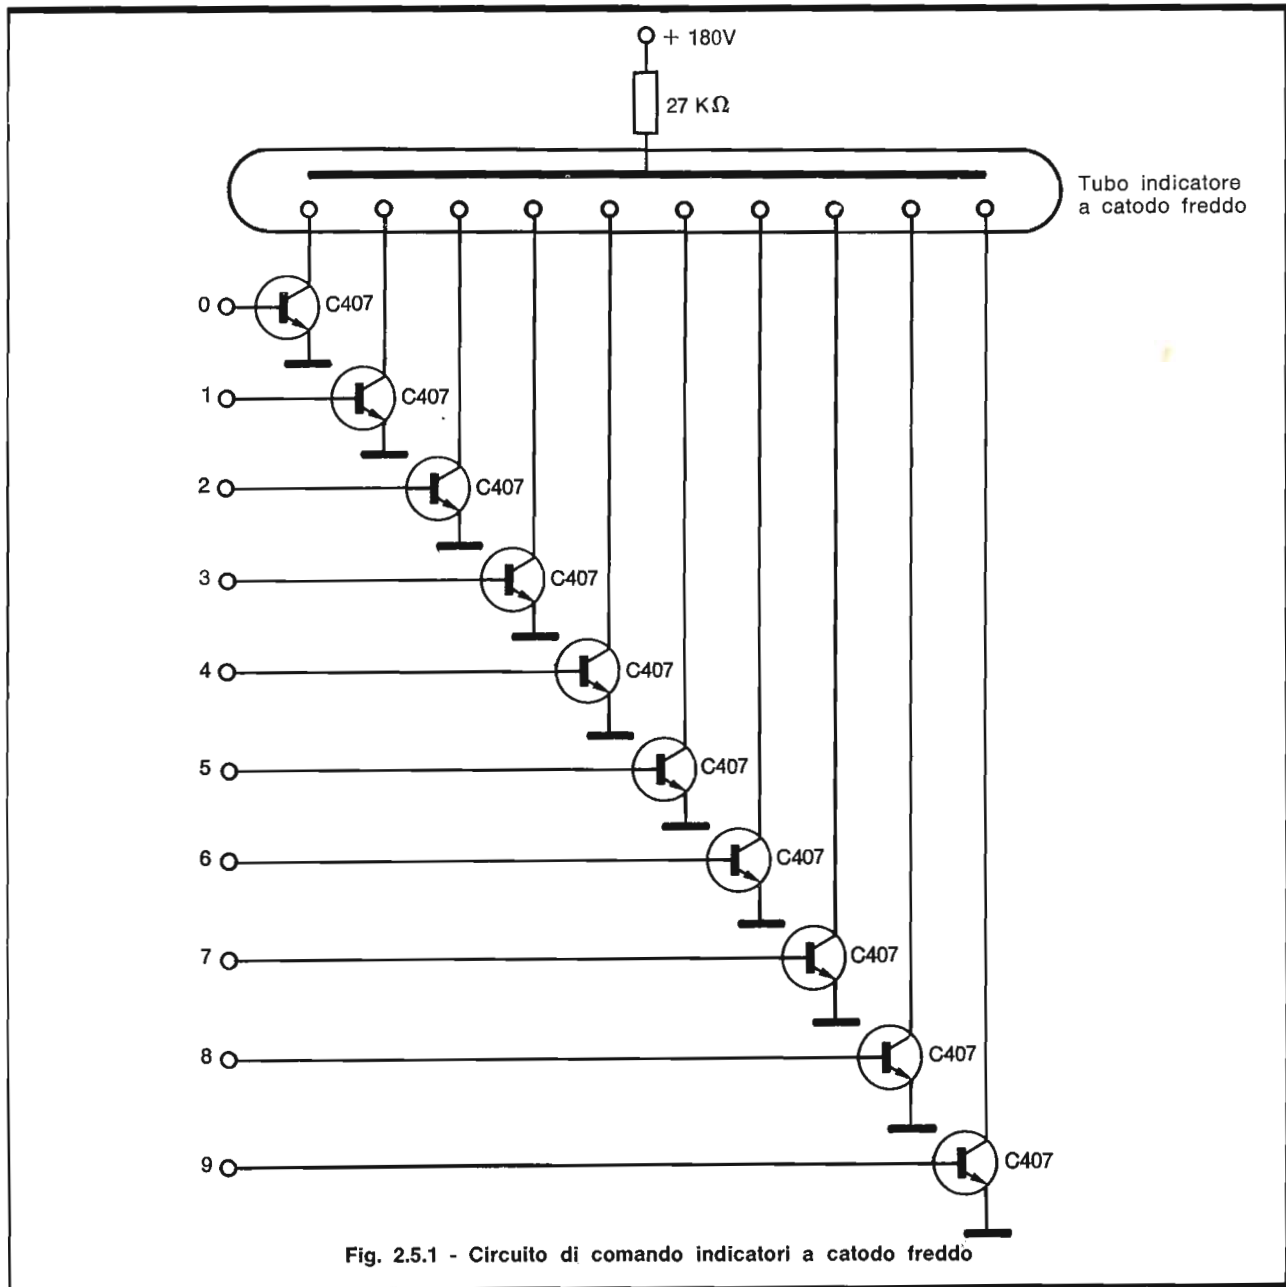 + 180V
27 KΩ
Tubo indicatore
a catodo freddo
0
C407
1
C407
2
C407
3
C407
4
C407
5
C407
6
C407
7
C407
8
C407
9
C407
Fig. 2.5.1 - Circuito di comando indicatori a catodo freddo